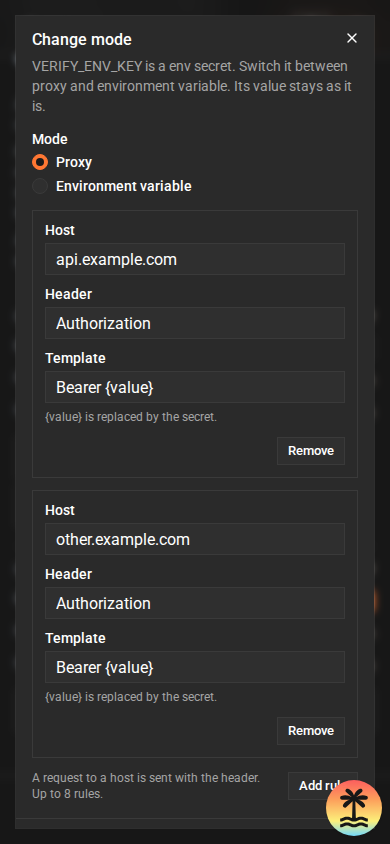 Change mode
VERIFY_ENV_KEY is a env secret. Switch it between
proxy and environment variable. Its value stays as it
is.
Mode
Proxy
Environment variable
Host
api.example.com
Header
Authorization
Template
Bearer {value}
{value} is replaced by the secret.
Remove
Host
other.example.com
Header
Authorization
Template
Bearer {value}
{value} is replaced by the secret.
Remove
A request to a host is sent with the header.
Up to 8 rules.
Add